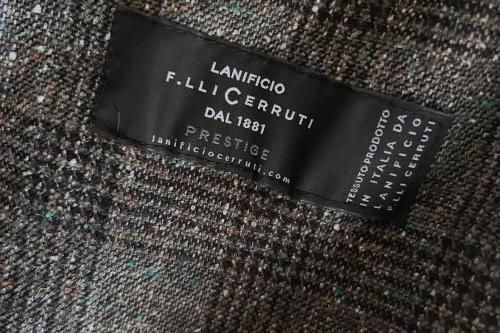 LANIFICIO
F.LLI CERRUTI
DAL 1881
PRESTIGE
lanificiocerruti.com
TESSUTO PRODOTTO
IN ITALIA DA
LANIFICIO
F.LLI CERRUTI